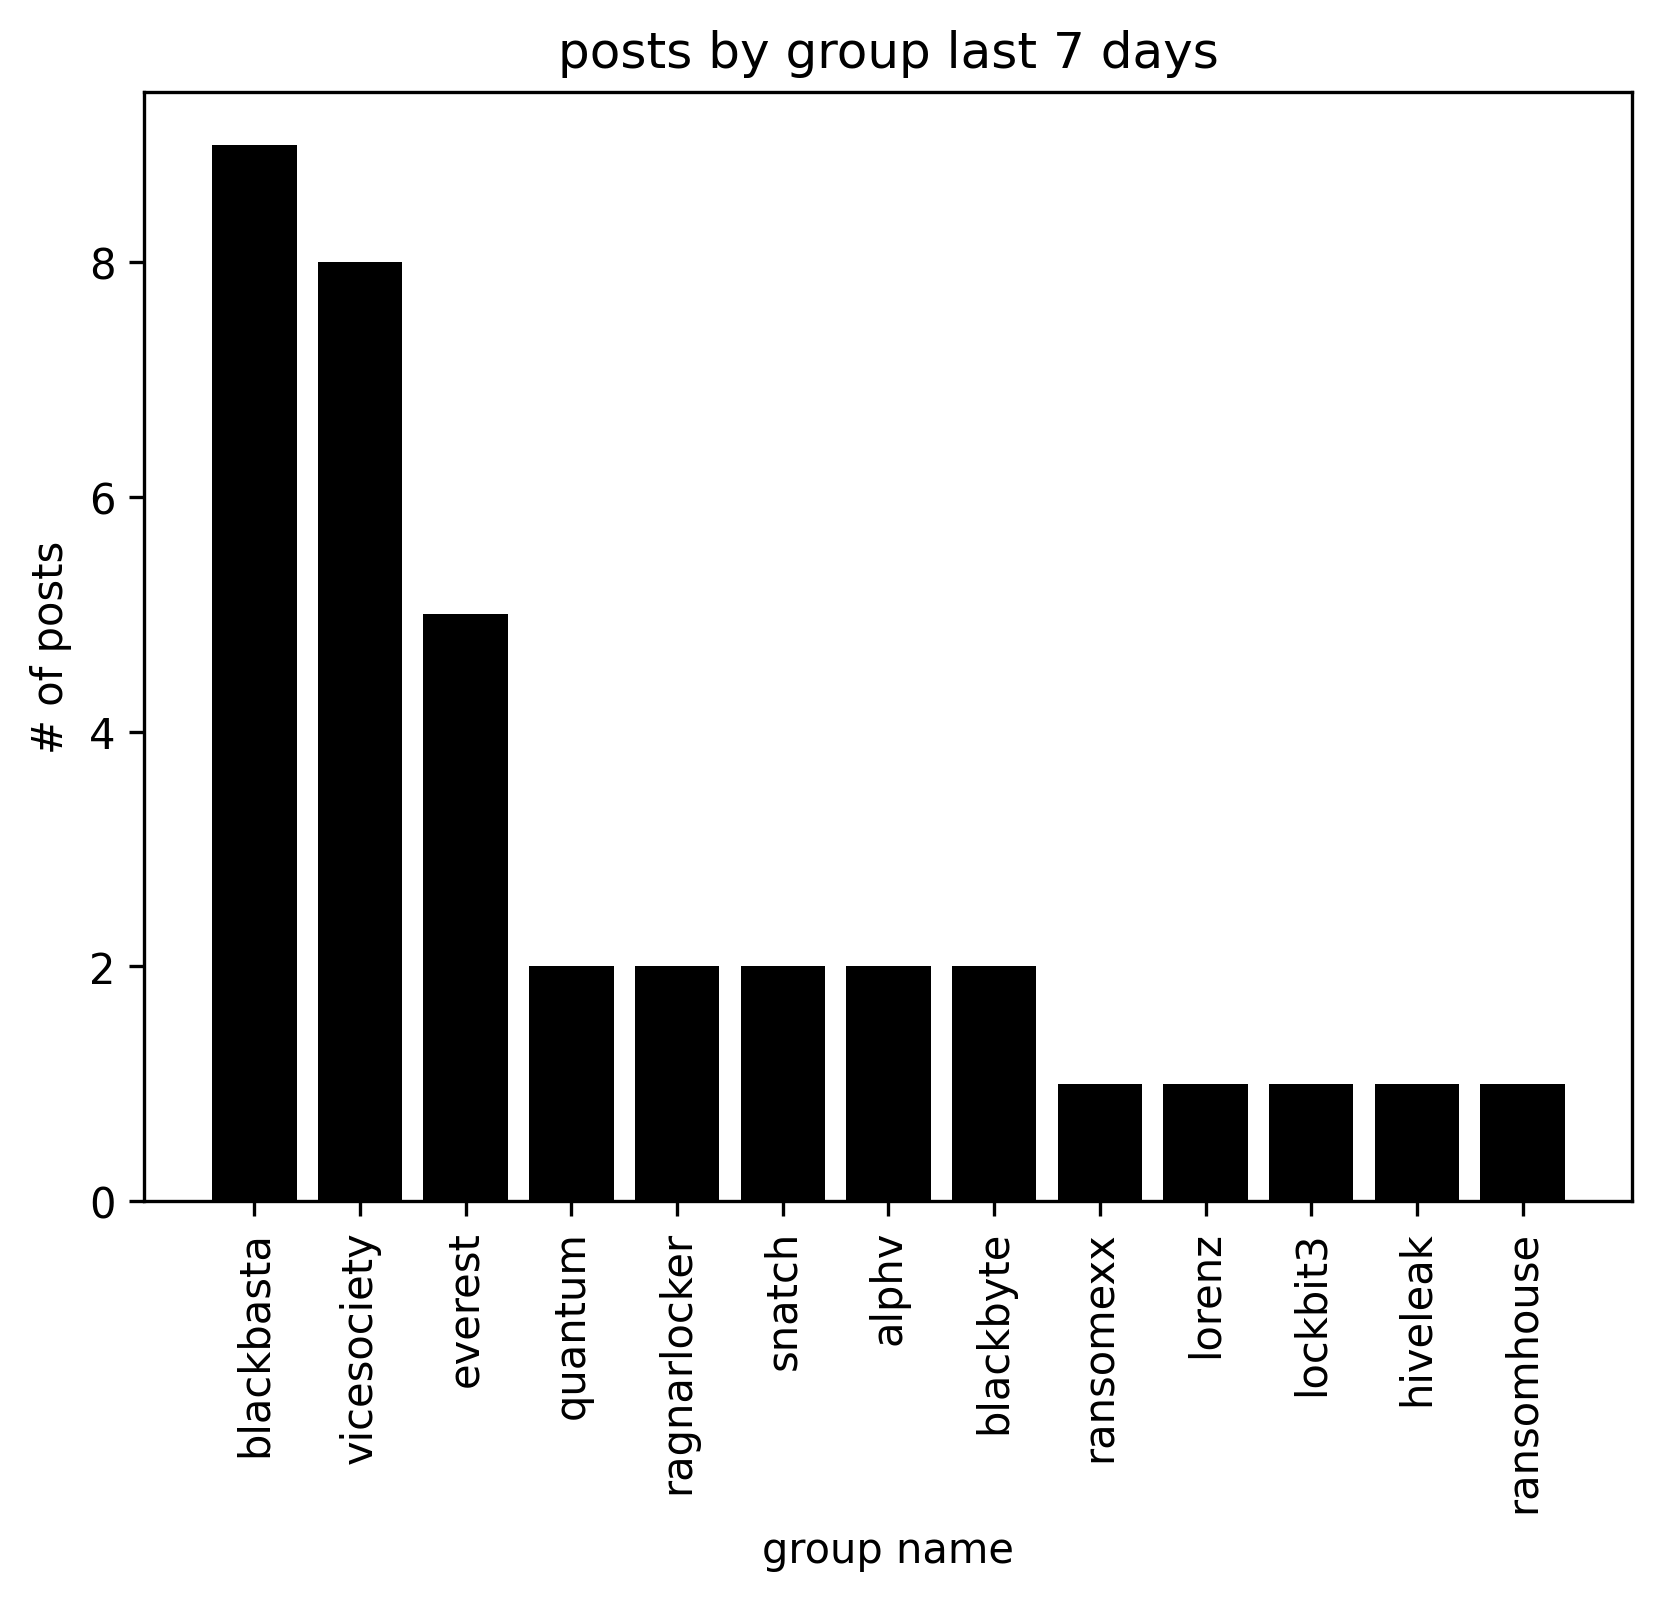 posts by group last 7 days
# of posts
8
6
4
2
0
blackbasta
vicesociety
everest
quantum
ragnarlocker
snatch
alphv
blackbyte
ransomexx
lorenz
lockbit3
hiveleak
ransomhouse
group name